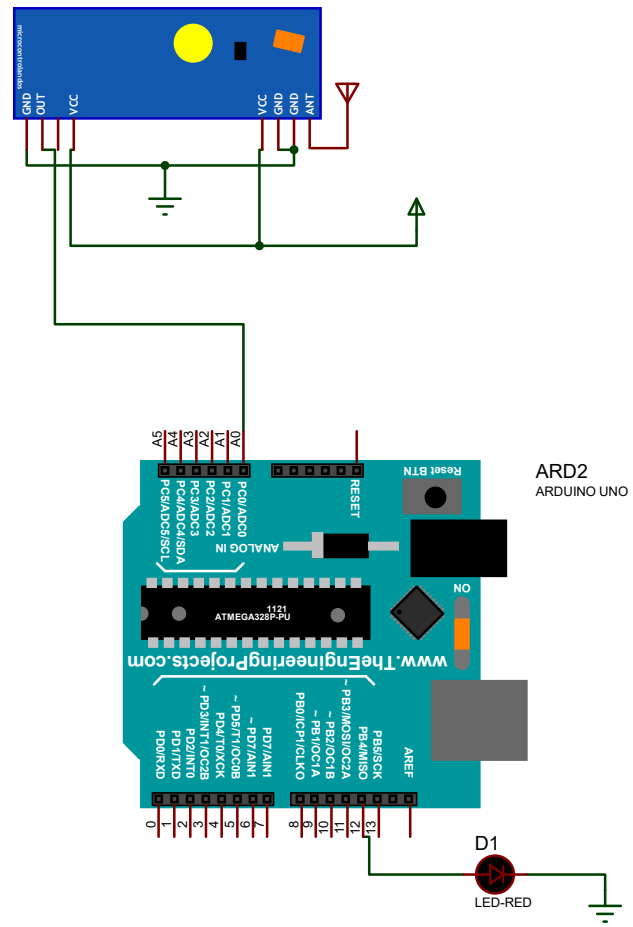 microcontrolandos
GND
OUT
VCC
VCC
GND
GND
ANT
A5
A4
A3
A2
A1
A0
PC5/ADC5/SCL
PC4/ADC4/SDA
PC3/ADC3
PC2/ADC2
PC1/ADC1
PC0/ADC0
RESET
Reset BTN
ANALOG IN
ARD2
ARDUINO UNO
ON
1121
ATMEGA328P-PU
www.TheEngineeringProjects.com
PD0/RXD
PD1/TXD
PD2/INT0
~ PD3/INT1/OC2B
PD4/T0/XCK
~ PD5/T1/OC0B
~ PD7/AIN1
PD7/AIN1
PB0/ICP1/CLKO
~ PB1/OC1A
~ PB2/OC1B
~ PB3/MOSI/OC2A
PB4/MISO
PB5/SCK
AREF
0
1
2
3
4
5
6
7
8
9
10
11
12
13
D1
LED-RED